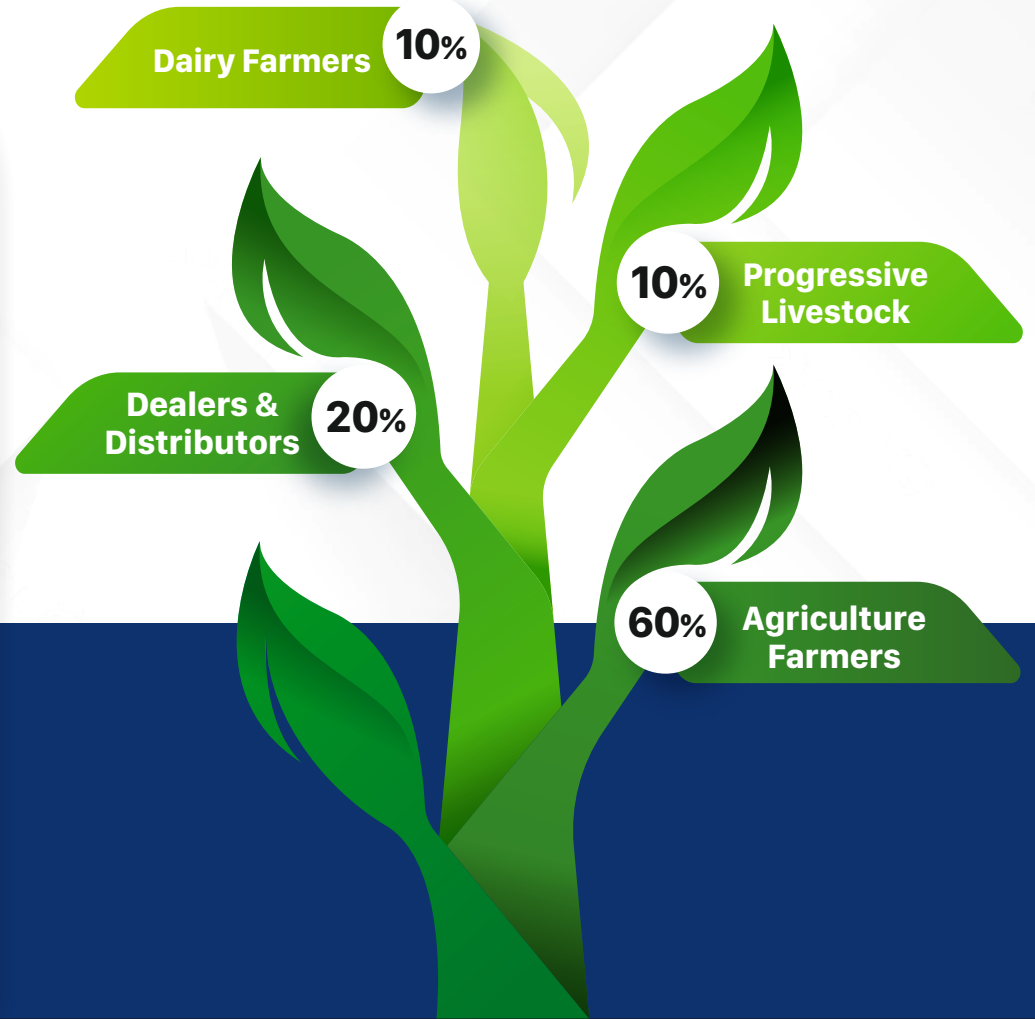 Dairy Farmers
10%
10%
Progressive
Livestock
Dealers &
Distributors
20%
60%
Agriculture
Farmers